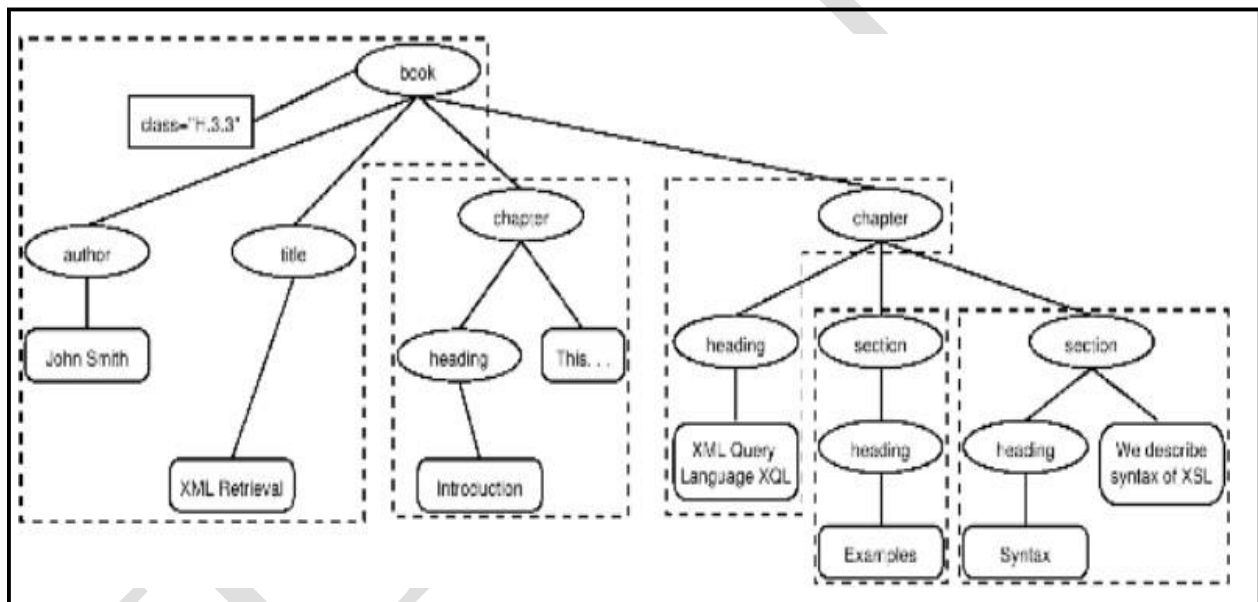 book
class="H.3.3"
chapter
chapter
author
title
John Smith
heading
This. . .
heading
section
section
XML Retrieval
Introduction
XML Query
Language XQL
heading
heading
We describe
syntax of XSL
Examples
Syntax